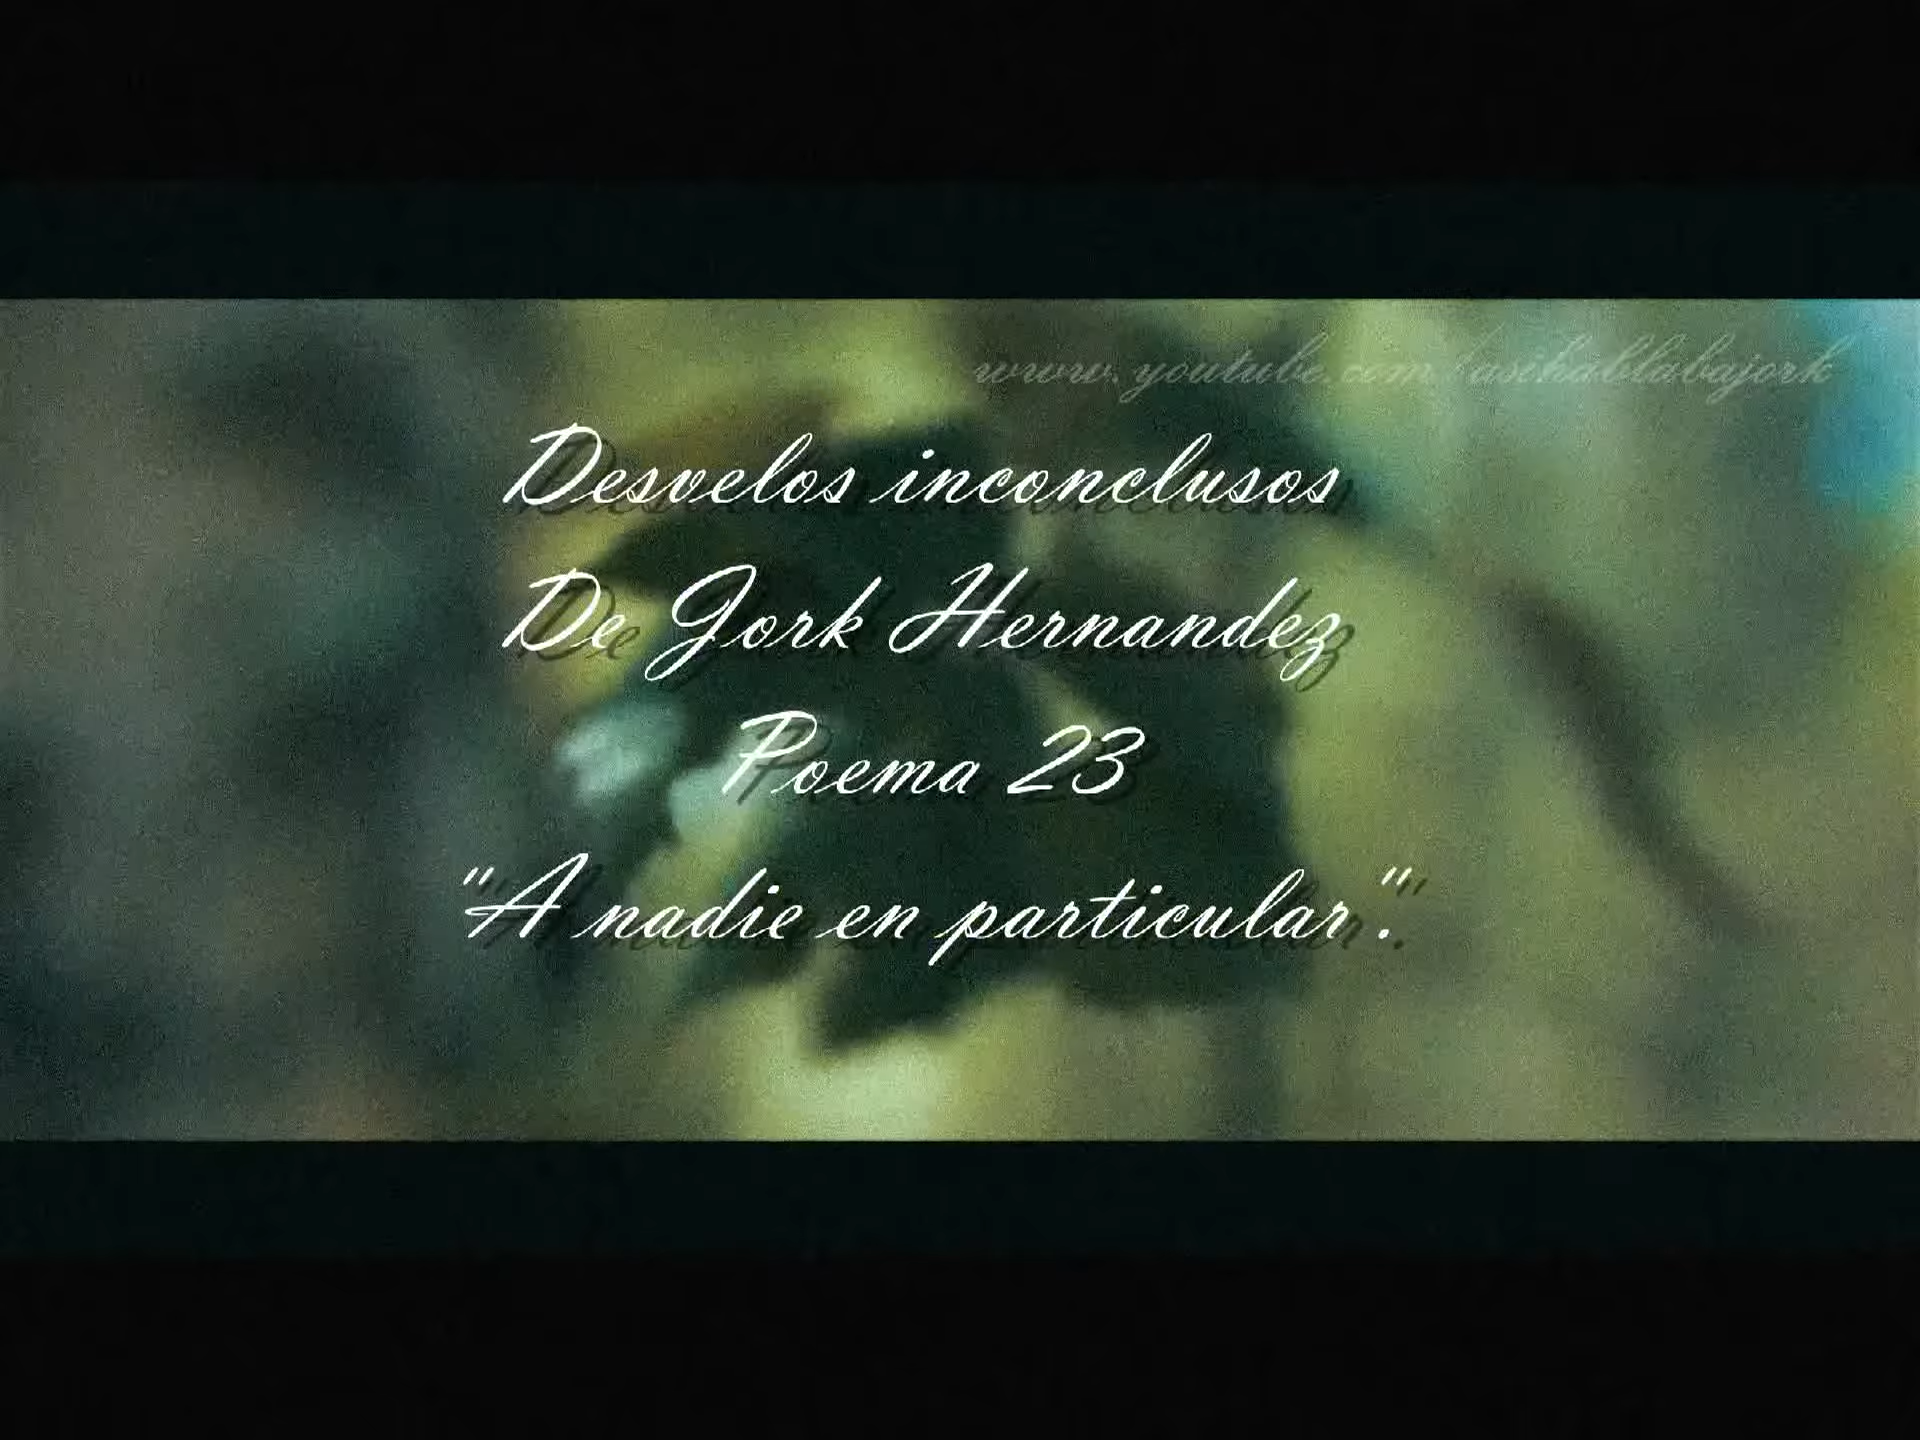 www.youtube.com/asihablabajork
Desvelos inconclusos
De Jork Hernandez
Poema 23
"A nadie en particular".